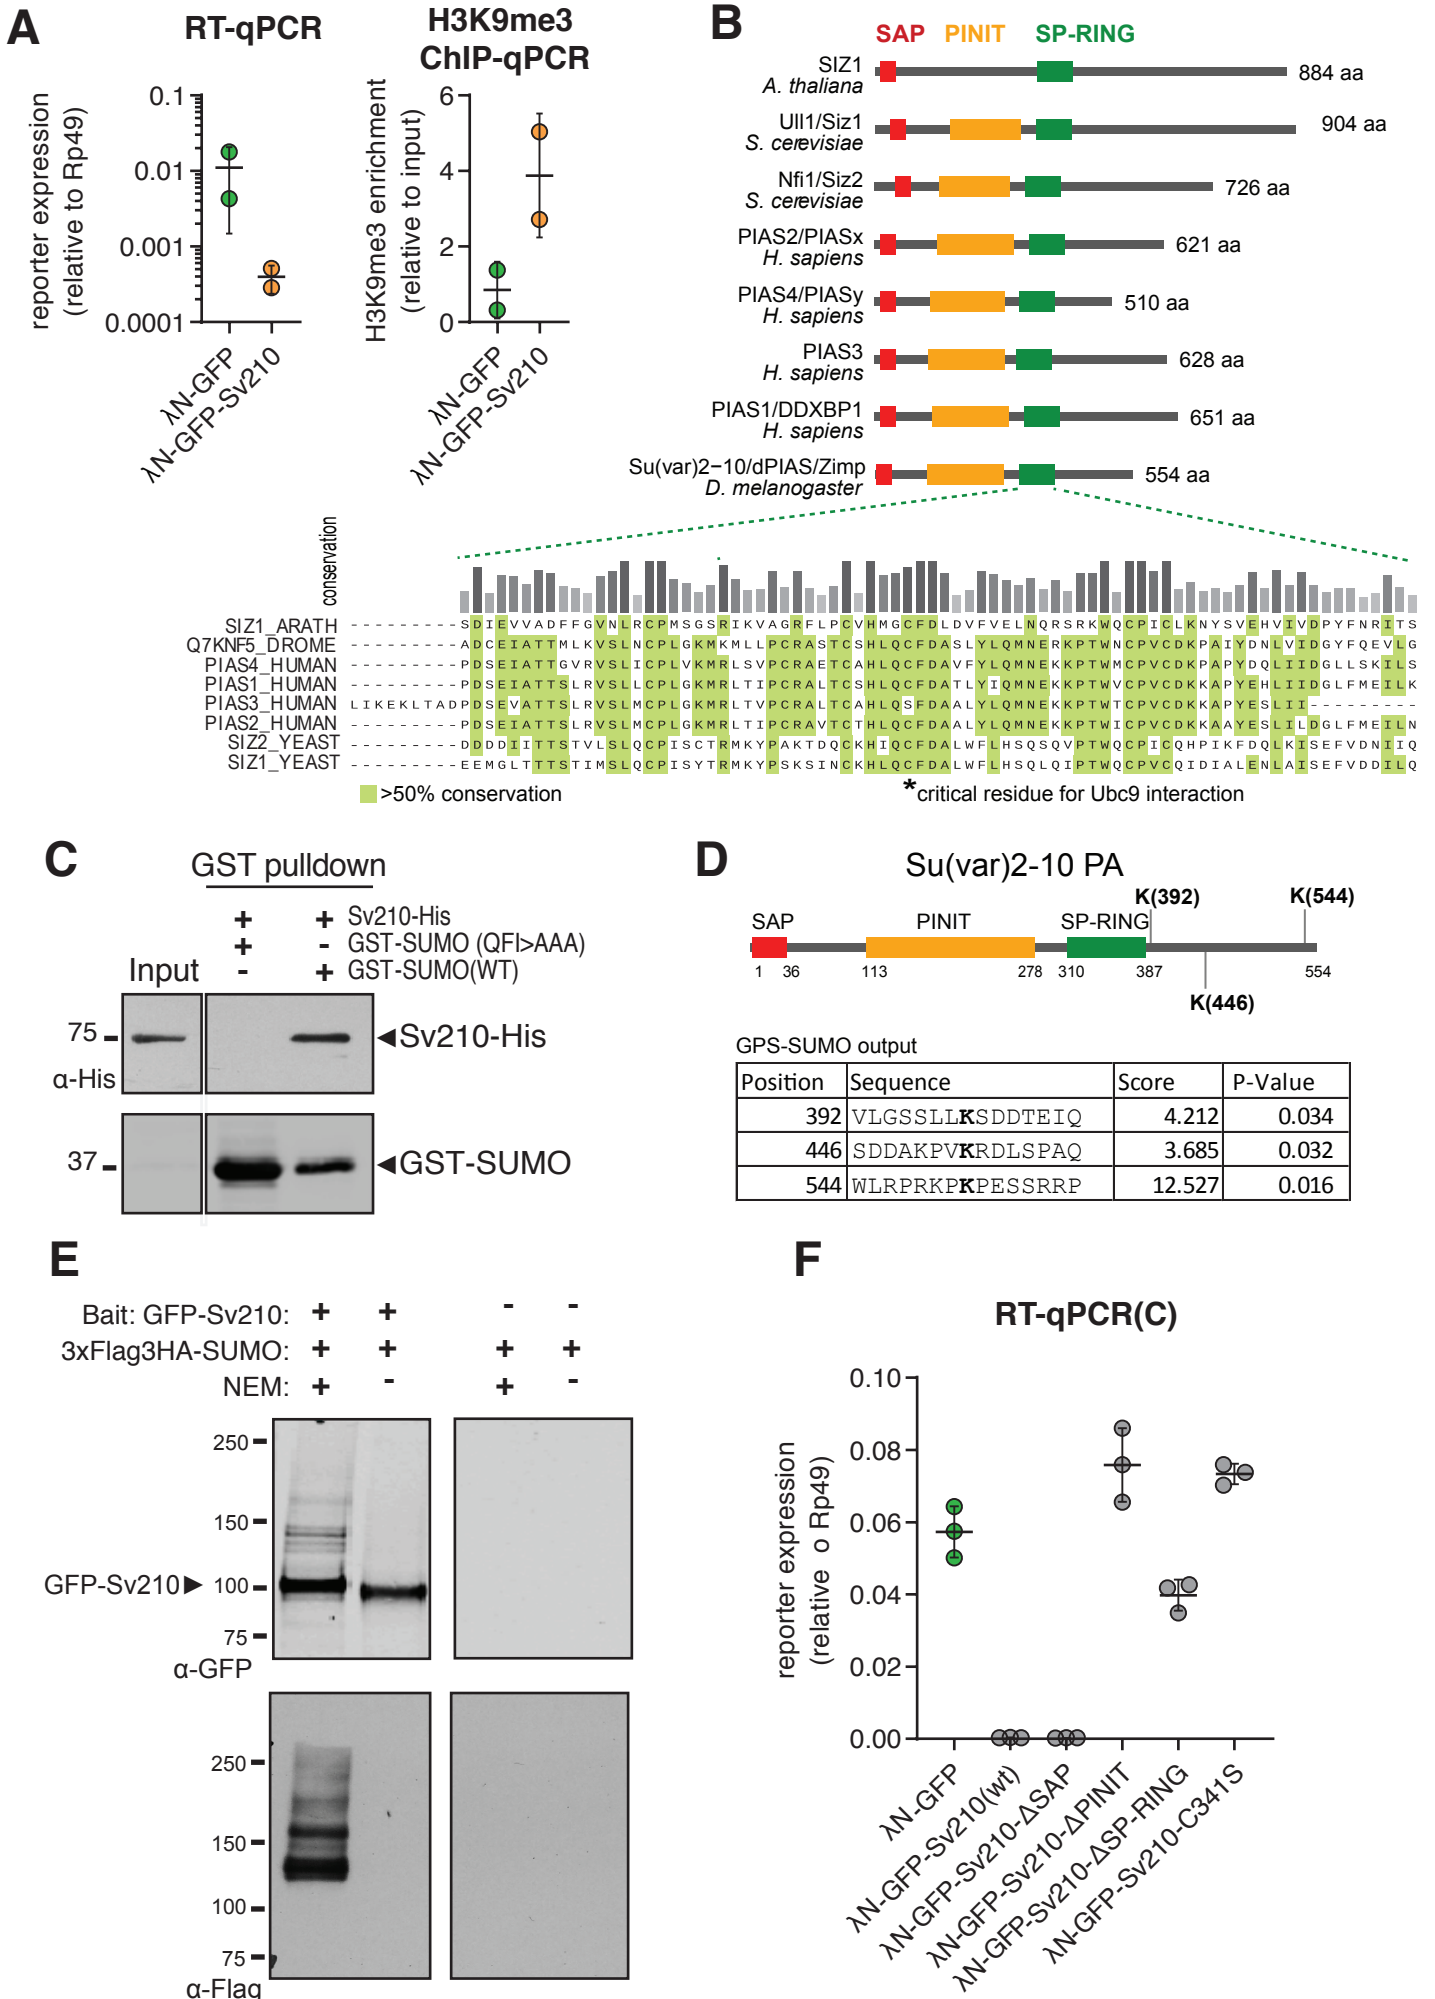 A
RT-qPCR
H3K9me3
ChIP-qPCR
reporter expression
(relative to Rp49)
0.1
0.01
0.001
0.0001
λN-GFP
λN-GFP-Sv210
H3K9me3 enrichment
(relative to input)
6
4
2
0
λN-GFP
λN-GFP-Sv210
B
SAP PINIT SP-RING
SIZ1
A. thaliana
884 aa
Ull1/Siz1
S. cerevisiae
904 aa
Nfi1/Siz2
S. cerevisiae
726 aa
PIAS2/PIASx
H. sapiens
621 aa
PIAS4/PIASy
H. sapiens
510 aa
PIAS3
H. sapiens
628 aa
PIAS1/DDXBP1
H. sapiens
651 aa
Su(var)2−10/dPIAS/Zimp
D. melanogaster
554 aa
conservation
SIZ1_ARATH - - - - - - - - - SDIEVVADFFGVNLRCPMSGSRIKVAGRFLPCVHMGCFDLDVFVELNQRSRKWQCPICLKNYSVEHVIVDPYFNRITS
Q7KNF5_DROME - - - - - - - - - ADCEIATTMLKVSLNCPLGKMKMLLPCRASTCSHLQCFDASLYLQMNERKPTWNCPVCDKPAIYDNLVIDGYFQEVLG
PIAS4_HUMAN - - - - - - - - - PDSEIATTGVRVSLICPLVKMRLSVPCRAETCAHLQCFDAVFYLQMNEKKPTWMCPVCDKPAPYDQLIIDGLLSKILS
PIAS1_HUMAN - - - - - - - - - PDSEIATTSLRVSLLCPLGKMRLTIPCRALTCSHLQCFDATLYIQMNEKKPTWVCPVCDKKAPYEHLIIDGLFMEILK
PIAS3_HUMAN LIKEKLTADPDSEVATTSLRVSLMCPLGKMRLTVPCRALTCAHLQSFDAALYLQMNEKKPTWTCPVCDKKAPYESLII - - - - - - - - -
PIAS2_HUMAN - - - - - - - - - PDSEIATTSLRVSLMCPLGKMRLTIPCRAVTCTHLQCFDAALYLQMNEKKPTWICPVCDKKAAYESLILDGLFMEILN
SIZ2_YEAST - - - - - - - - - DDDDIITTSTVLSLQCPISCTRMKYPAKTDQCKHIQCFDALWFLHSQSQVPTWQCPICQHPIKFDQLKISEFVDNIIQ
SIZ1_YEAST - - - - - - - - - EEMGLTTTSTIMSLQCPISYTRMKYPSKSINCKHLQCFDALWFLHSQLQIPTWQCPVCQIDIALENLAISEFVDDILQ
>50% conservation
*critical residue for Ubc9 interaction
C
GST pulldown
+ + Sv210-His
+ - GST-SUMO (QFI>AAA)
Input - + GST-SUMO(WT)
75
Sv210-His
α-His
37
GST-SUMO
D
Su(var)2-10 PA
K(392) K(544)
SAP PINIT SP-RING
1 36 113 278 310 387 554
K(446)
GPS-SUMO output
Position Sequence Score P-Value
392 VLGSSLLKSDDTEIQ 4.212 0.034
446 SDDAKPVKRDLSPAQ 3.685 0.032
544 WLRPRKPKPESSRRP 12.527 0.016
E
Bait: GFP-Sv210: + + - -
3xFlag3HA-SUMO: + + + +
NEM: + - + -
250
150
GFP-Sv210 100
75
α-GFP
250
150
100
75
α-Flag
F
RT-qPCR(C)
reporter expression
(relative o Rp49)
0.10
0.08
0.06
0.04
0.02
0.00
λN-GFP
λN-GFP-Sv210(wt)
λN-GFP-Sv210-ΔSAP
λN-GFP-Sv210-ΔPINIT
λN-GFP-Sv210-ΔSP-RING
λN-GFP-Sv210-C341S